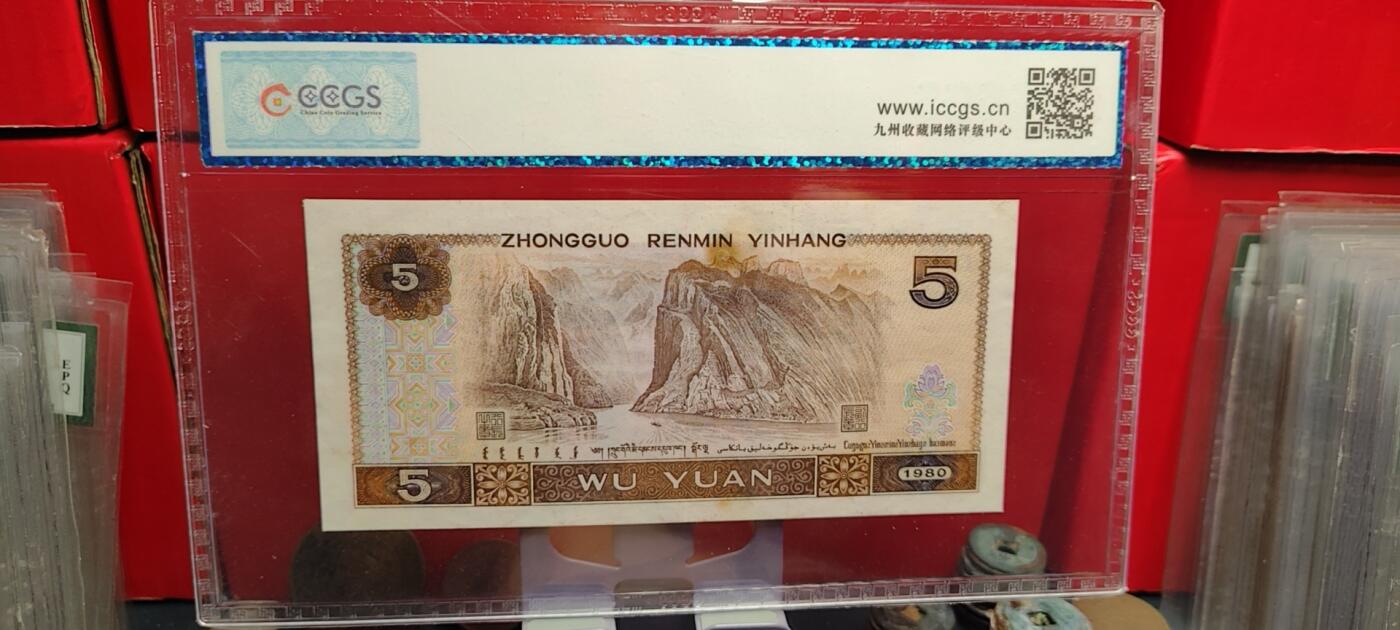 CCGS
China Coin Grading Service
www.iccgs.cn
九州收藏网络评级中心
ZHONGGUO RENMIN YINHANG
5
5
E
P
Q
5
WU YUAN
1980